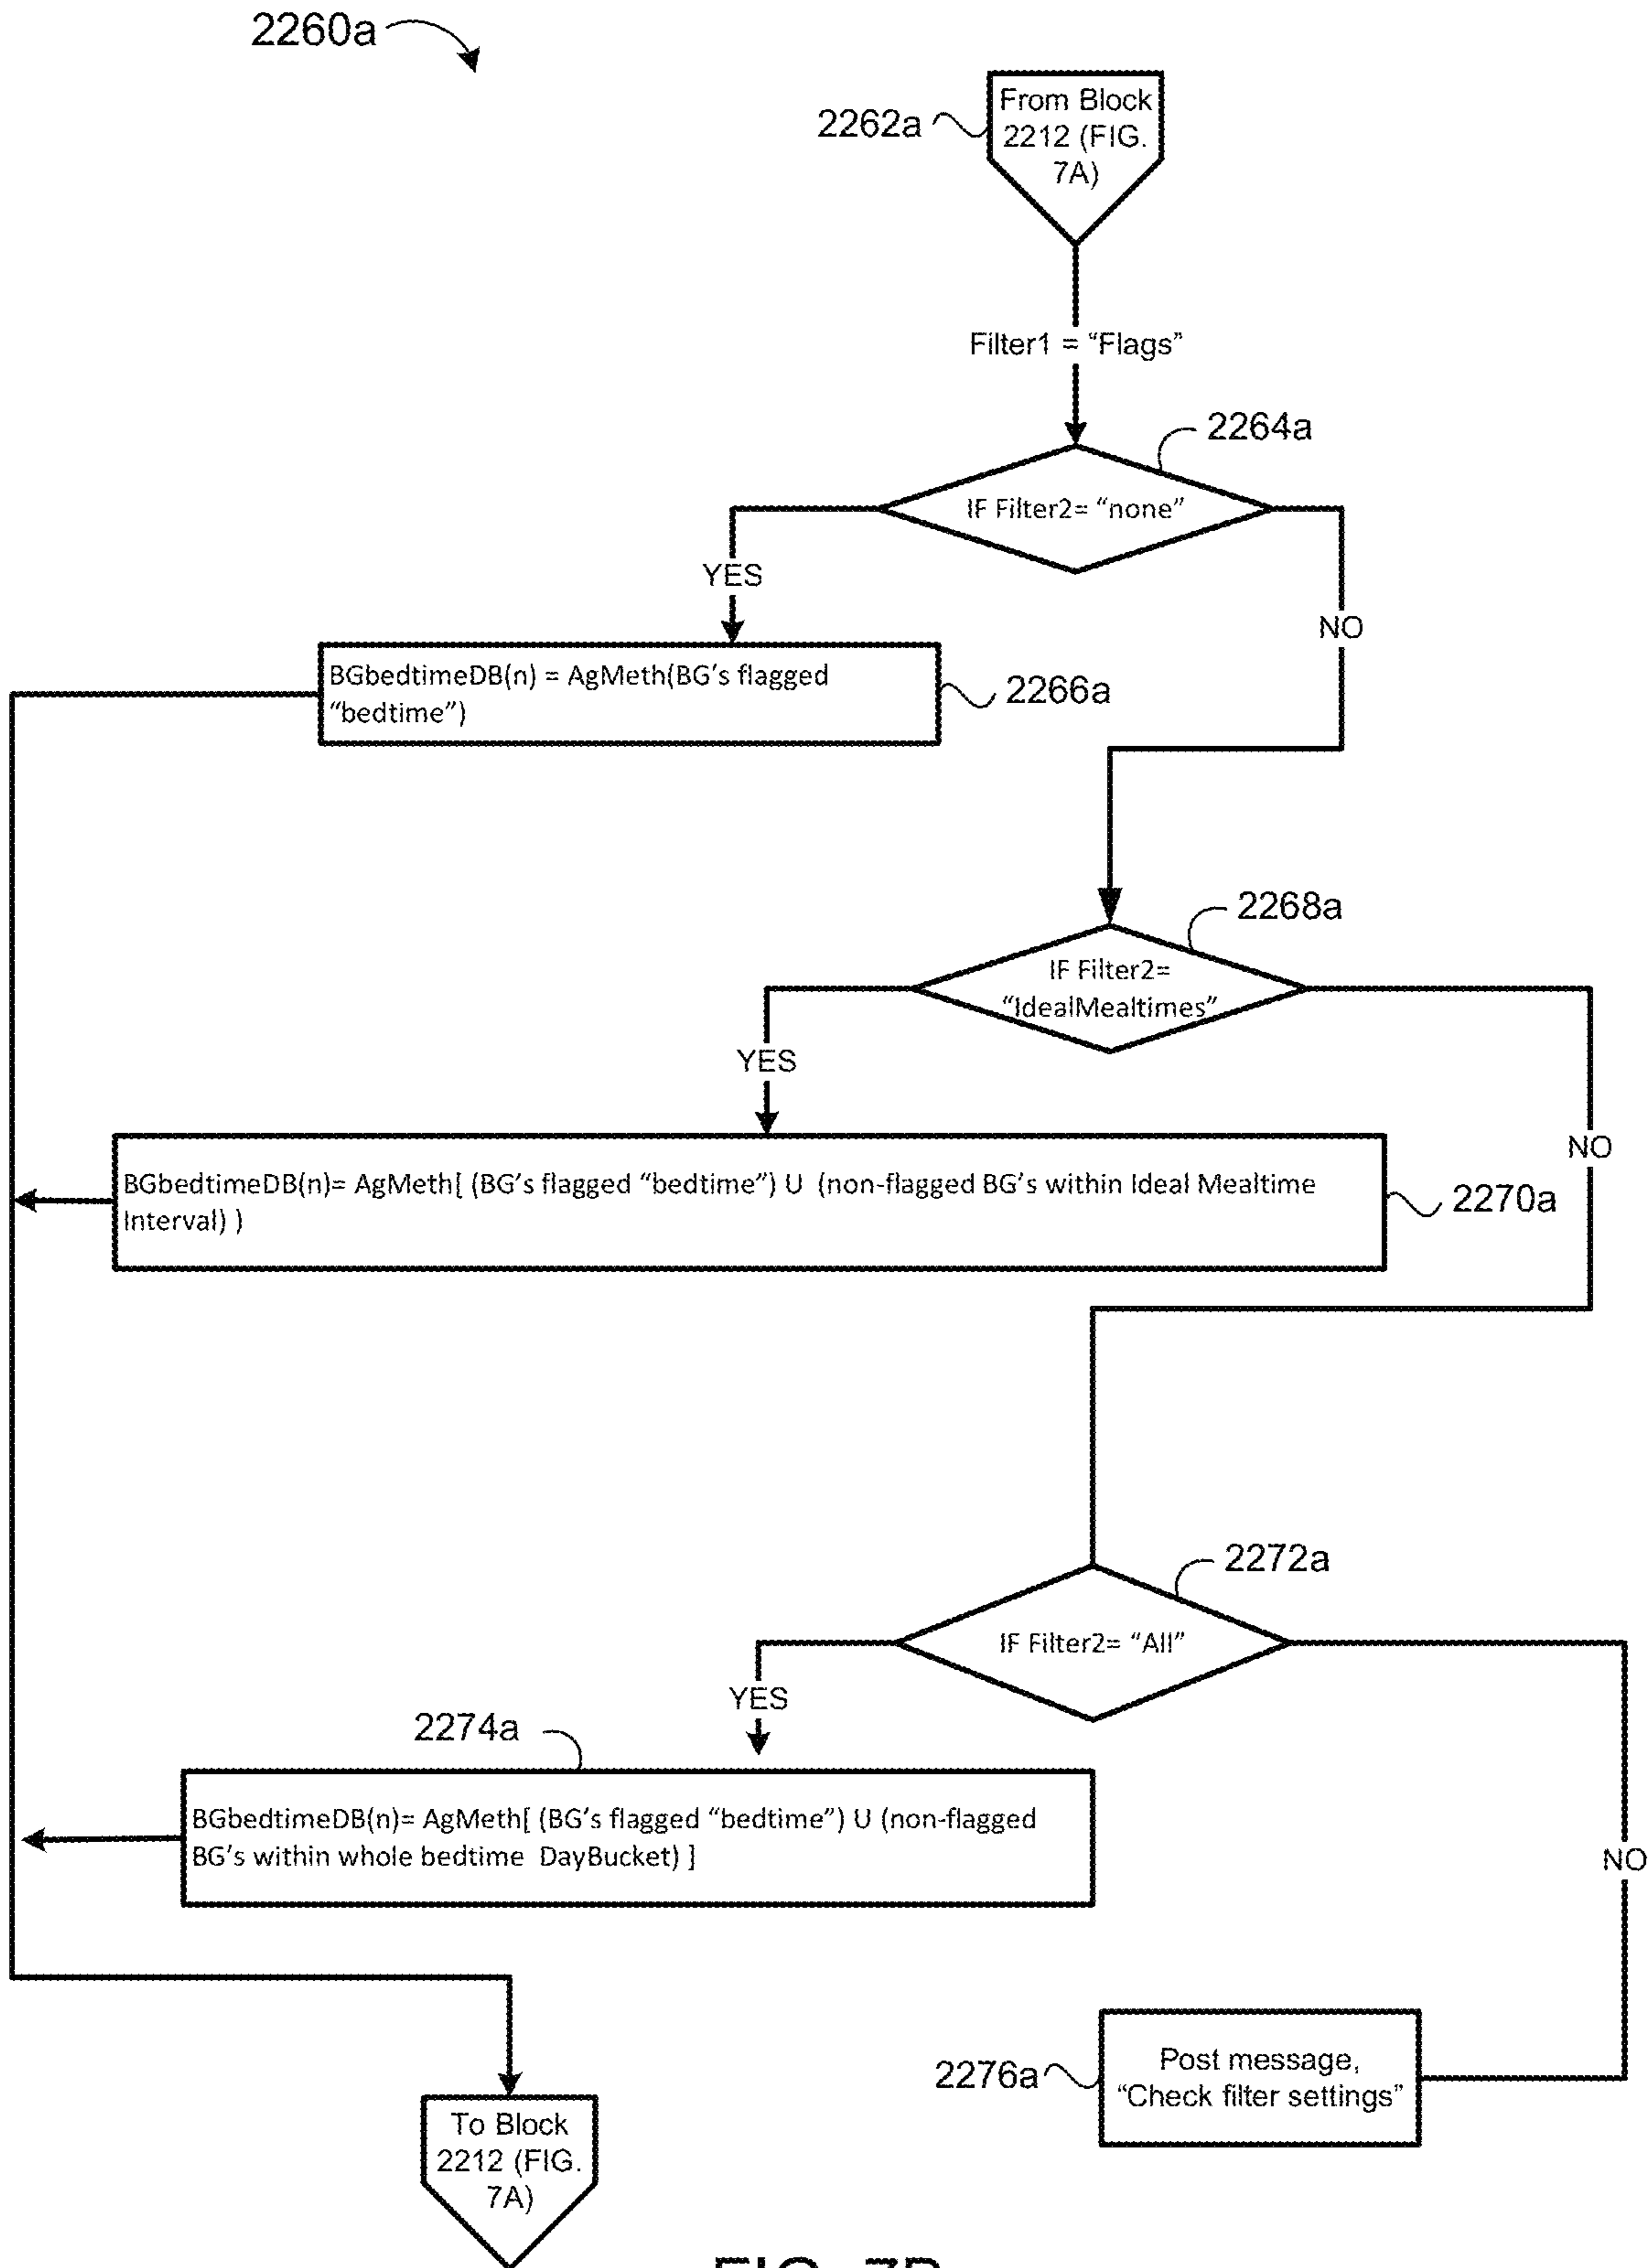 2260a
From Block
2262a
2212 (FIG.
7A)
Filter1 = “Flags”
2264a
IF Filter2= “none”
YES
NO
BGbedtimeDB(n) = AgMeth(BG’s flagged
“bedtime”)
2266a
2268a
IF Filter2=
“IdealMealtimes”
YES
NO
BGbedtimeDB(n)= AgMeth[ (BG’s flagged “bedtime”) U (non-flagged BG’s within Ideal Mealtime
Interval) )
2270a
2272a
IF Filter2= “All”
YES
2274a
BGbedtimeDB(n)= AgMeth[ (BG’s flagged “bedtime”) U (non-flagged
BG’s within whole bedtime DayBucket) ]
NO
2276a
Post message,
“Check filter settings”
To Block
2212 (FIG.
7A)